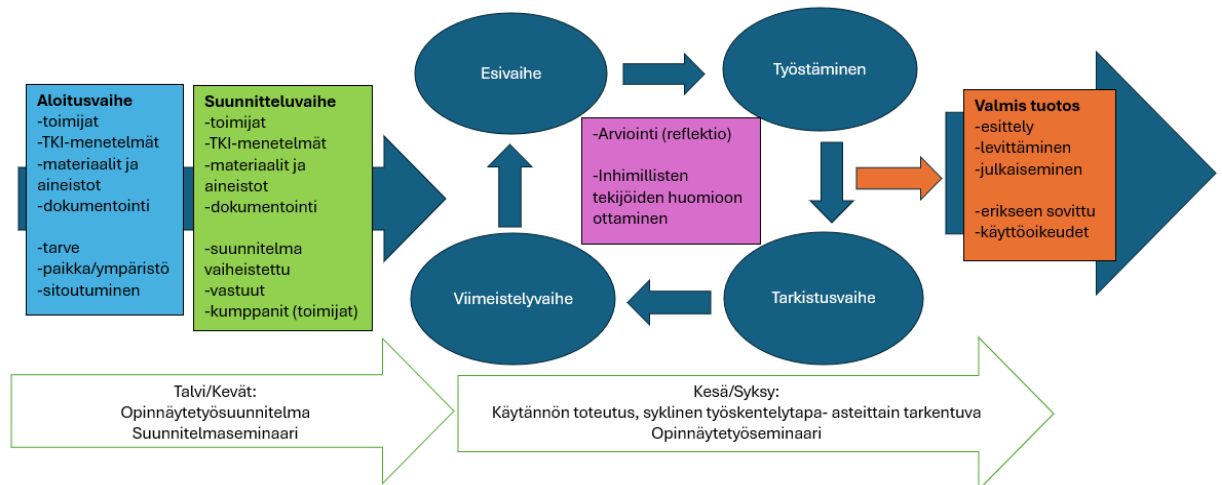 Aloitusvaihe
-toimijat
-TKI-menetelmät
-materiaalit ja
aineistot
-dokumentointi
-tarve
-paikka/ympäristö
-sitoutuminen
Suunnitteluvaihe
-toimijat
-TKI-menetelmät
-materiaalit ja
aineistot
-dokumentointi
-suunnitelma
vaiheistettu
-vastuut
-kumppanit (toimijat)
Esivaihe
Työstäminen
-Arviointi (reflektio)
-Inhimillisten
tekijöiden huomioon
ottaminen
Viimeistelyvaihe
Tarkistusvaihe
Valmis tuotos
-esittely
-levittäminen
-julkaiseminen
-erikseen sovittu
-käyttöoikeudet
Talvi/Kevät:
Opinnäytetyösuunnitelma
Suunnitelmaseminaari
Kesä/Syksy:
Käytännön toteutus, syklinen työskentelytapa- asteittain tarkentuva
Opinnäytetyöseminaari